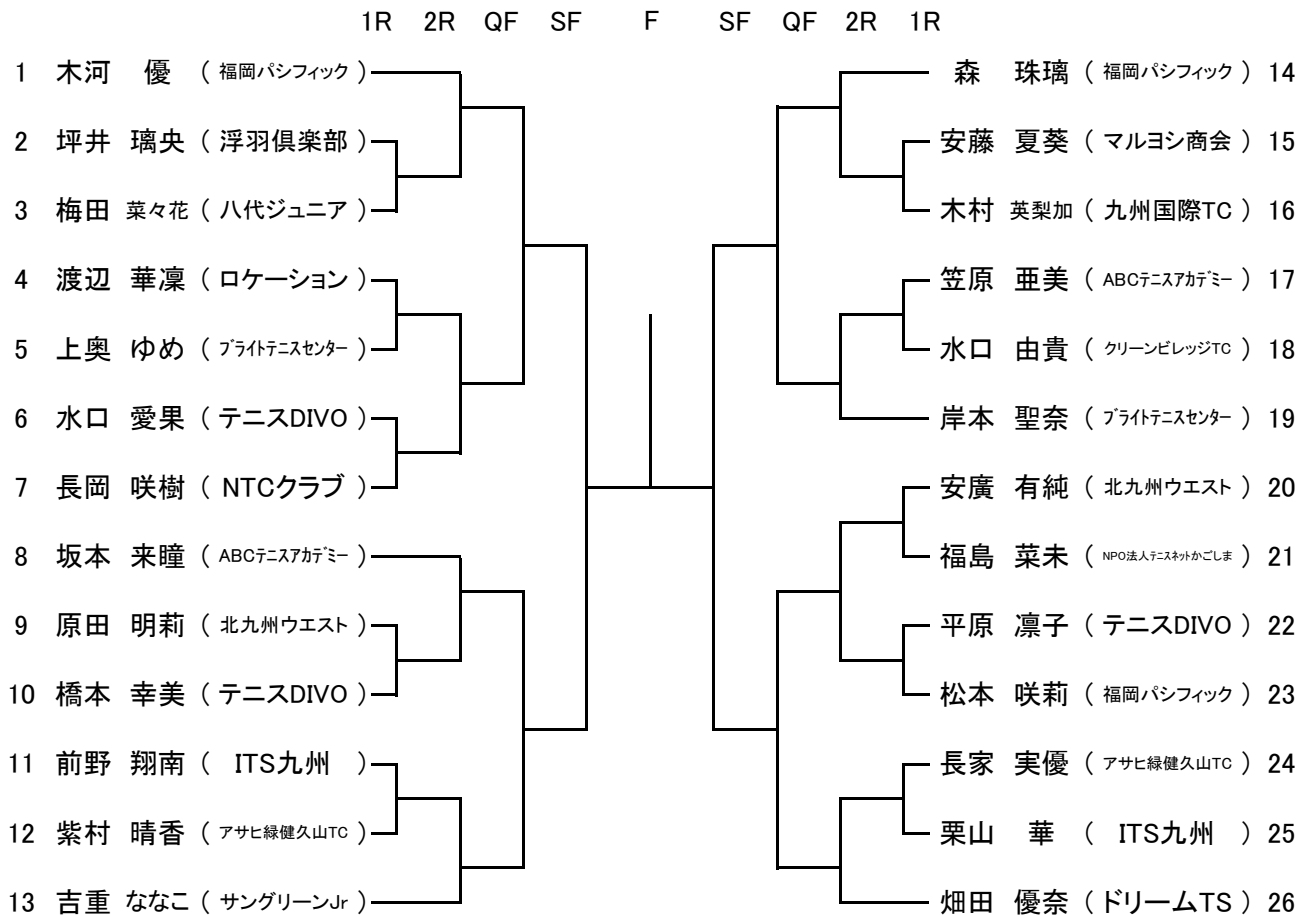 1R 2R QF SF F SF QF 2R 1R
1 木河 優 ( 福岡パシフィック ) 森 珠璃 ( 福岡パシフィック ) 14
2 坪井 璃央 ( 浮羽倶楽部 ) 安藤 夏葵 ( マルヨシ商会 ) 15
3 梅田 菜々花 ( 八代ジュニア ) 木村 英梨加 ( 九州国際TC ) 16
4 渡辺 華凜 ( ロケーション ) 笠原 亜美 ( ABCテニスアカデミー ) 17
5 上奥 ゆめ ( ブライトテニスセンター ) 水口 由貴 ( クリーンビレッジTC ) 18
6 水口 愛果 ( テニスDIVO ) 岸本 聖奈 ( ブライトテニスセンター ) 19
7 長岡 咲樹 ( NTCクラブ ) 安廣 有純 ( 北九州ウエスト ) 20
8 坂本 来瞳 ( ABCテニスアカデミー ) 福島 菜未 ( NPO法人テニスネットかごしま ) 21
9 原田 明莉 ( 北九州ウエスト ) 平原 凛子 ( テニスDIVO ) 22
10 橋本 幸美 ( テニスDIVO ) 松本 咲莉 ( 福岡パシフィック ) 23
11 前野 翔南 ( ITS九州 ) 長家 実優 ( アサヒ緑健久山TC ) 24
12 紫村 晴香 ( アサヒ緑健久山TC ) 栗山 華 ( ITS九州 ) 25
13 吉重 ななこ ( サングリーンJr ) 畑田 優奈 ( ドリームTS ) 26